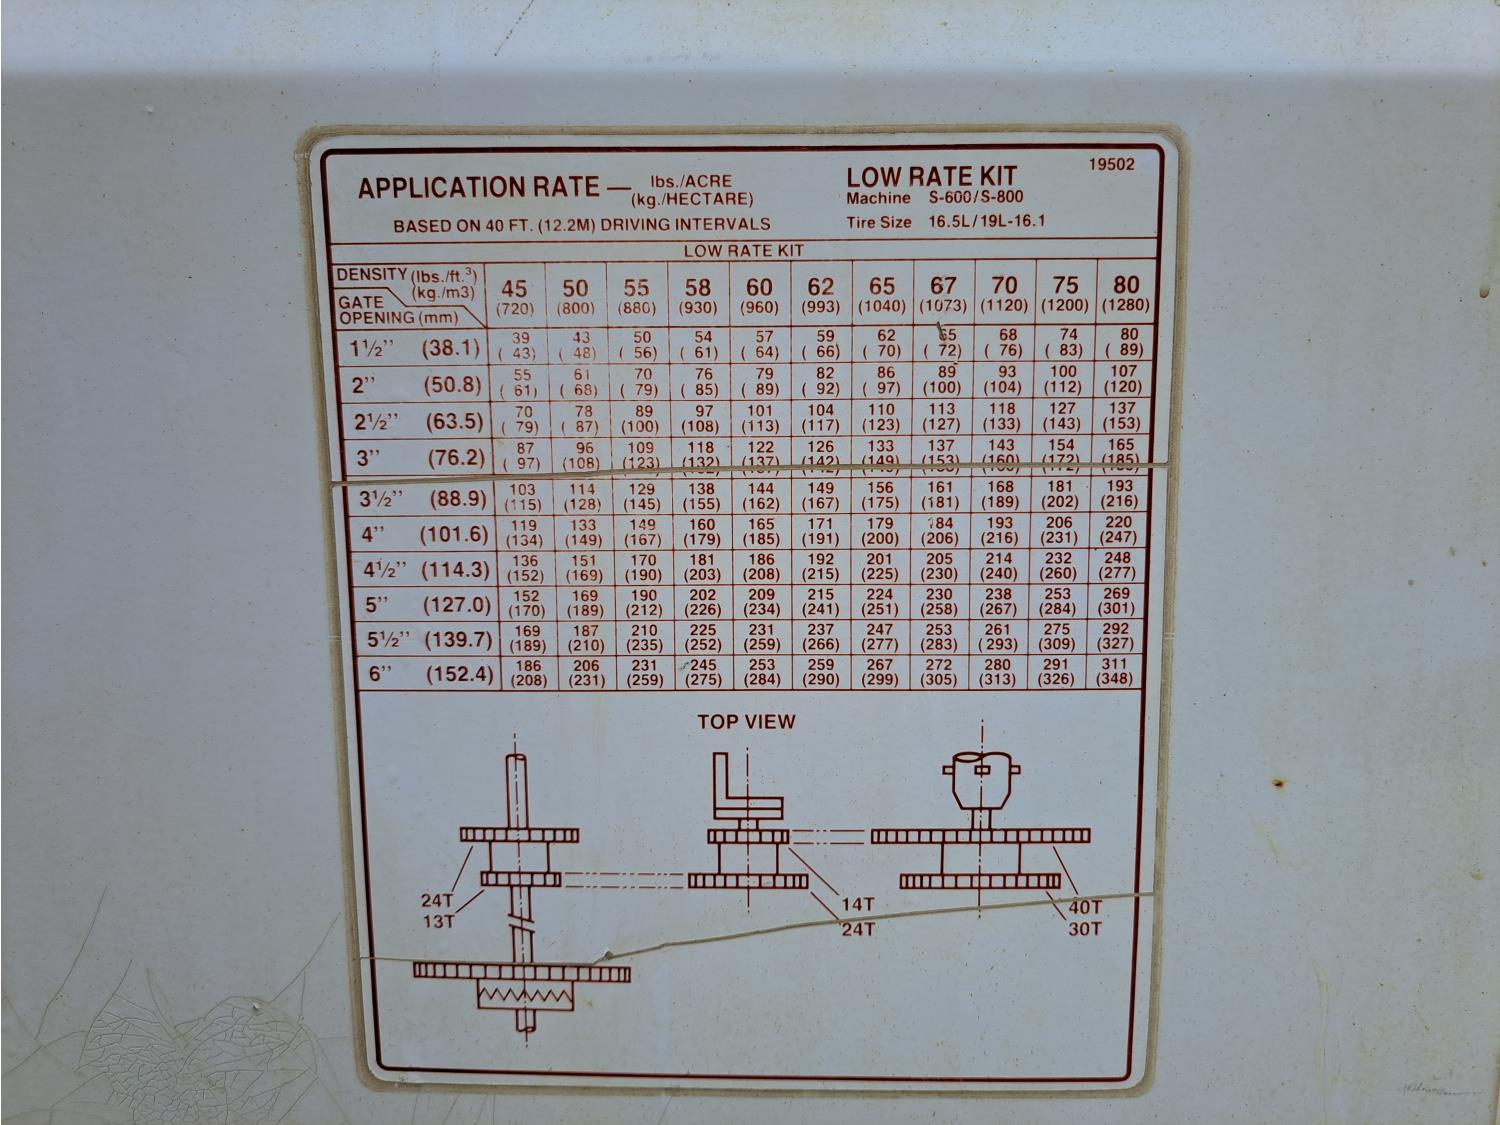 19502
APPLICATION RATE — lbs./ACRE
(kg./HECTARE)
LOW RATE KIT
Machine S-600/S-800
BASED ON 40 FT. (12.2M) DRIVING INTERVALS
Tire Size 16.5L/19L-16.1
LOW RATE KIT
DENSITY (lbs./ft.³)
(kg./m3)
GATE
OPENING (mm)
45 50 55 58 60 62 65 67 70 75 80
(720) (800) (880) (930) (960) (993) (1040) (1073) (1120) (1200) (1280)
1½" (38.1)
39 43 50 54 57 59 62 65 68 74 80
( 43) ( 48) ( 56) ( 61) ( 64) ( 66) ( 70) ( 72) ( 76) ( 83) ( 89)
2" (50.8)
55 61 70 76 79 82 86 89 93 100 107
( 61) ( 68) ( 79) ( 85) ( 89) ( 92) ( 97) (100) (104) (112) (120)
2½" (63.5)
70 78 89 97 101 104 110 113 118 127 137
( 79) ( 87) (100) (108) (113) (117) (123) (127) (133) (143) (153)
3" (76.2)
87 96 109 118 122 126 133 137 143 154 165
( 97) (108) (123) (132) (137) (142) (149) (153) (160) (172) (185)
3½" (88.9)
103 114 129 138 144 149 156 161 168 181 193
(115) (128) (145) (155) (162) (167) (175) (181) (189) (202) (216)
4" (101.6)
119 133 149 160 165 171 179 184 193 206 220
(134) (149) (167) (179) (185) (191) (200) (206) (216) (231) (247)
4½" (114.3)
136 151 170 181 186 192 201 205 214 232 248
(152) (169) (190) (203) (208) (215) (225) (230) (240) (260) (277)
5" (127.0)
152 169 190 202 209 215 224 230 238 253 269
(170) (189) (212) (226) (234) (241) (251) (258) (267) (284) (301)
5½" (139.7)
169 187 210 225 231 237 247 253 261 275 292
(189) (210) (235) (252) (259) (266) (277) (283) ( 293) (309) (327)
6" (152.4)
186 206 231 245 253 259 267 272 280 291 311
(208) (231) (259) (275) (284) (290) (299) (305) (313) (326) (348)
TOP VIEW
24T
13T
14T
24T
40T
30T